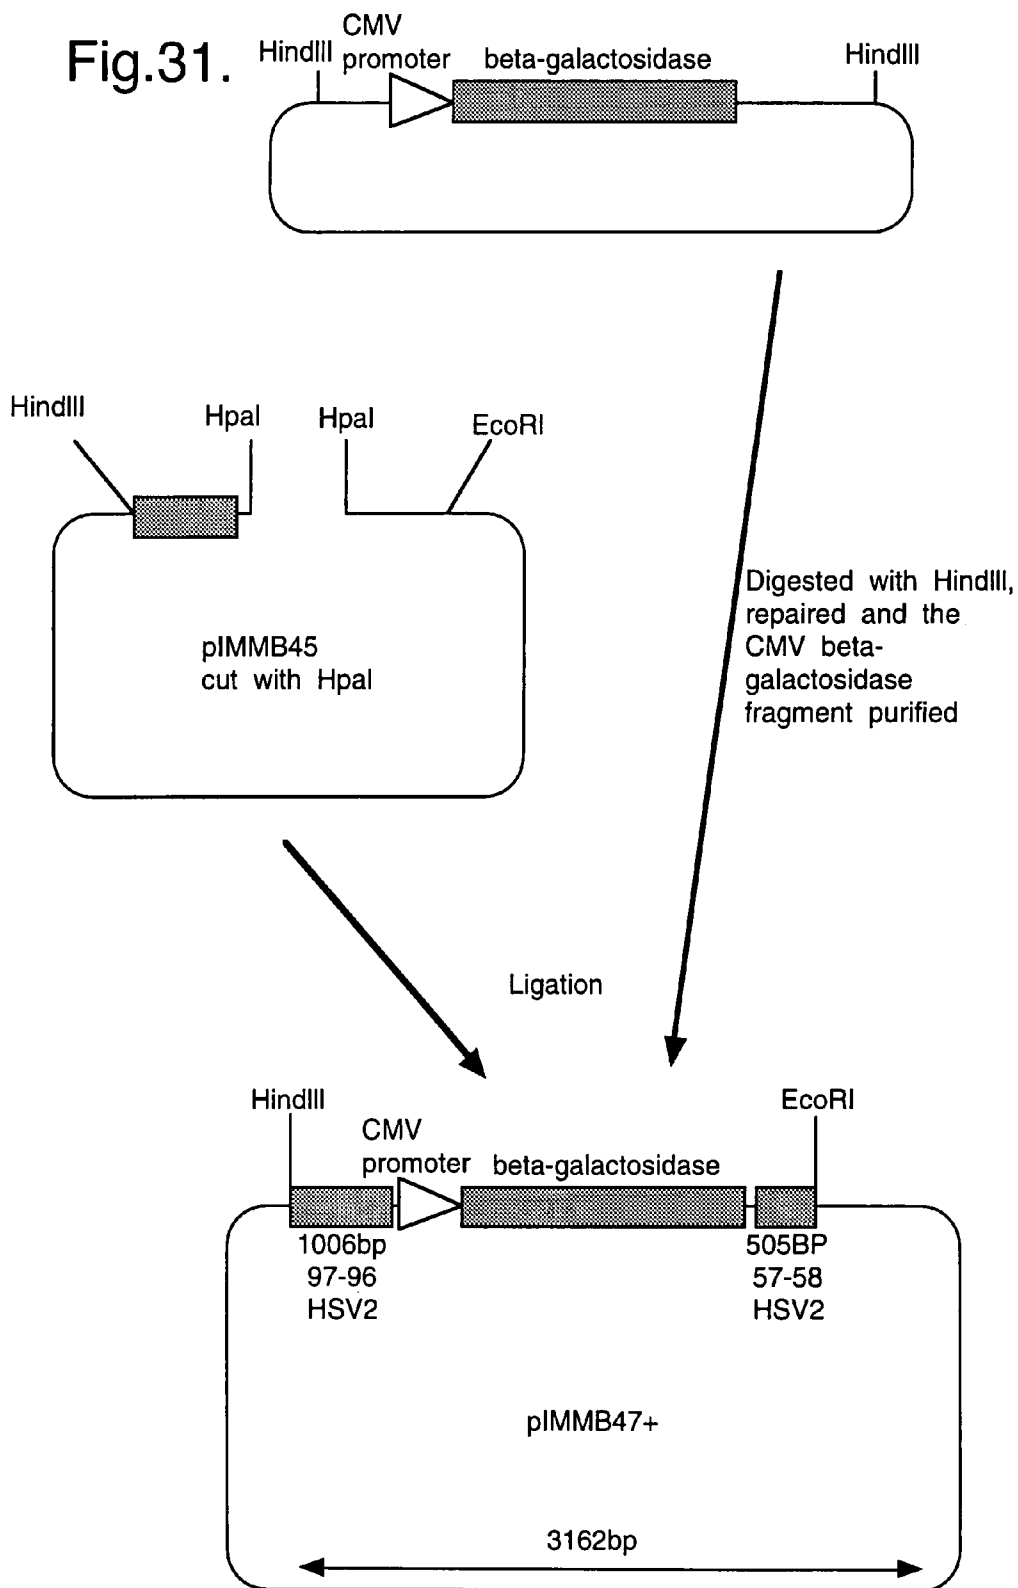 Fig.31.
HindIII
CMV
promoter
beta-galactosidase
HindIII
HindIII
HpaI
HpaI
EcoRI
pIMMB45
cut with HpaI
Digested with HindIII,
repaired and the
CMV beta-
galactosidase
fragment purified
Ligation
HindIII
EcoRI
CMV
promoter
beta-galactosidase
1006bp
97-96
HSV2
505BP
57-58
HSV2
pIMMB47+
3162bp